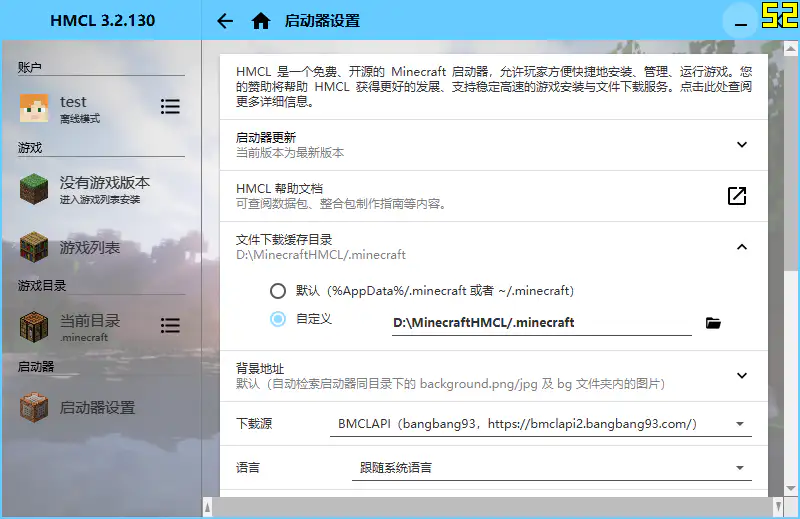 HMCL 3.2.130
启动器设置
52
账户
test
离线模式
游戏
没有游戏版本
进入游戏列表安装
游戏列表
游戏目录
当前目录
.minecraft
启动器
启动器设置
HMCL 是一个免费、开源的 Minecraft 启动器，允许玩家方便快捷地安装、管理、运行游戏。您
的赞助将帮助 HMCL 获得更好的发展、支持稳定高速的游戏安装与文件下载服务。点击此处查阅
更多详细信息。
启动器更新
当前版本为最新版本
HMCL 帮助文档
可查阅数据包、整合包制作指南等内容。
文件下载缓存目录
D:\MinecraftHMCL/.minecraft
默认（%AppData%/.minecraft 或者 ~/.minecraft）
自定义
D:\MinecraftHMCL/.minecraft
背景地址
默认（自动检索启动器同目录下的 background.png/jpg 及 bg 文件夹内的图片）
下载源
BMCLAPI（bangbang93，https://bmclapi2.bangbang93.com/）
语言
跟随系统语言